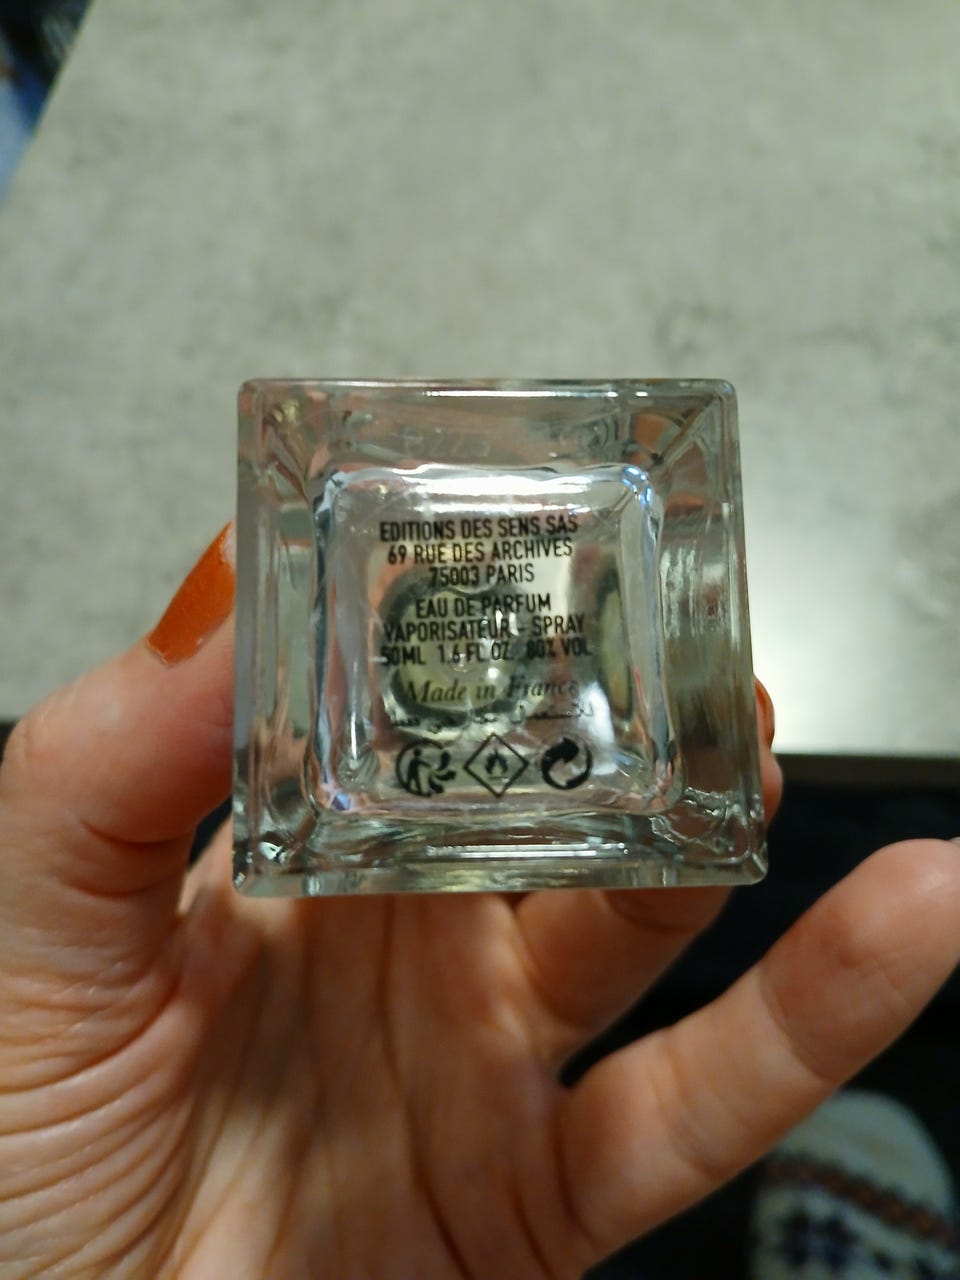 EDITIONS DES SENS SAS
69 RUE DES ARCHIVES
75003 PARIS
EAU DE PARFUM
VAPORISATEUR - SPRAY
50ML 1.6 FL.OZ. 80% VOL
Made in France